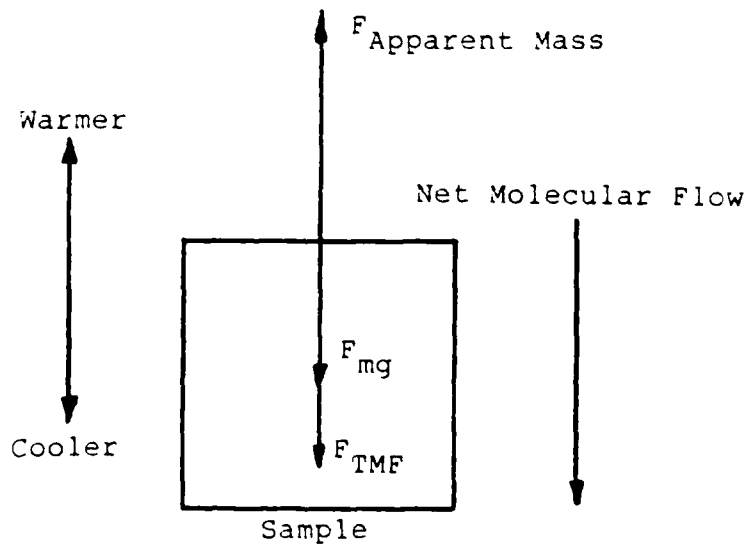 F Apparent Mass
Warmer
Net Molecular Flow
F mg
Cooler
F TMF
Sample